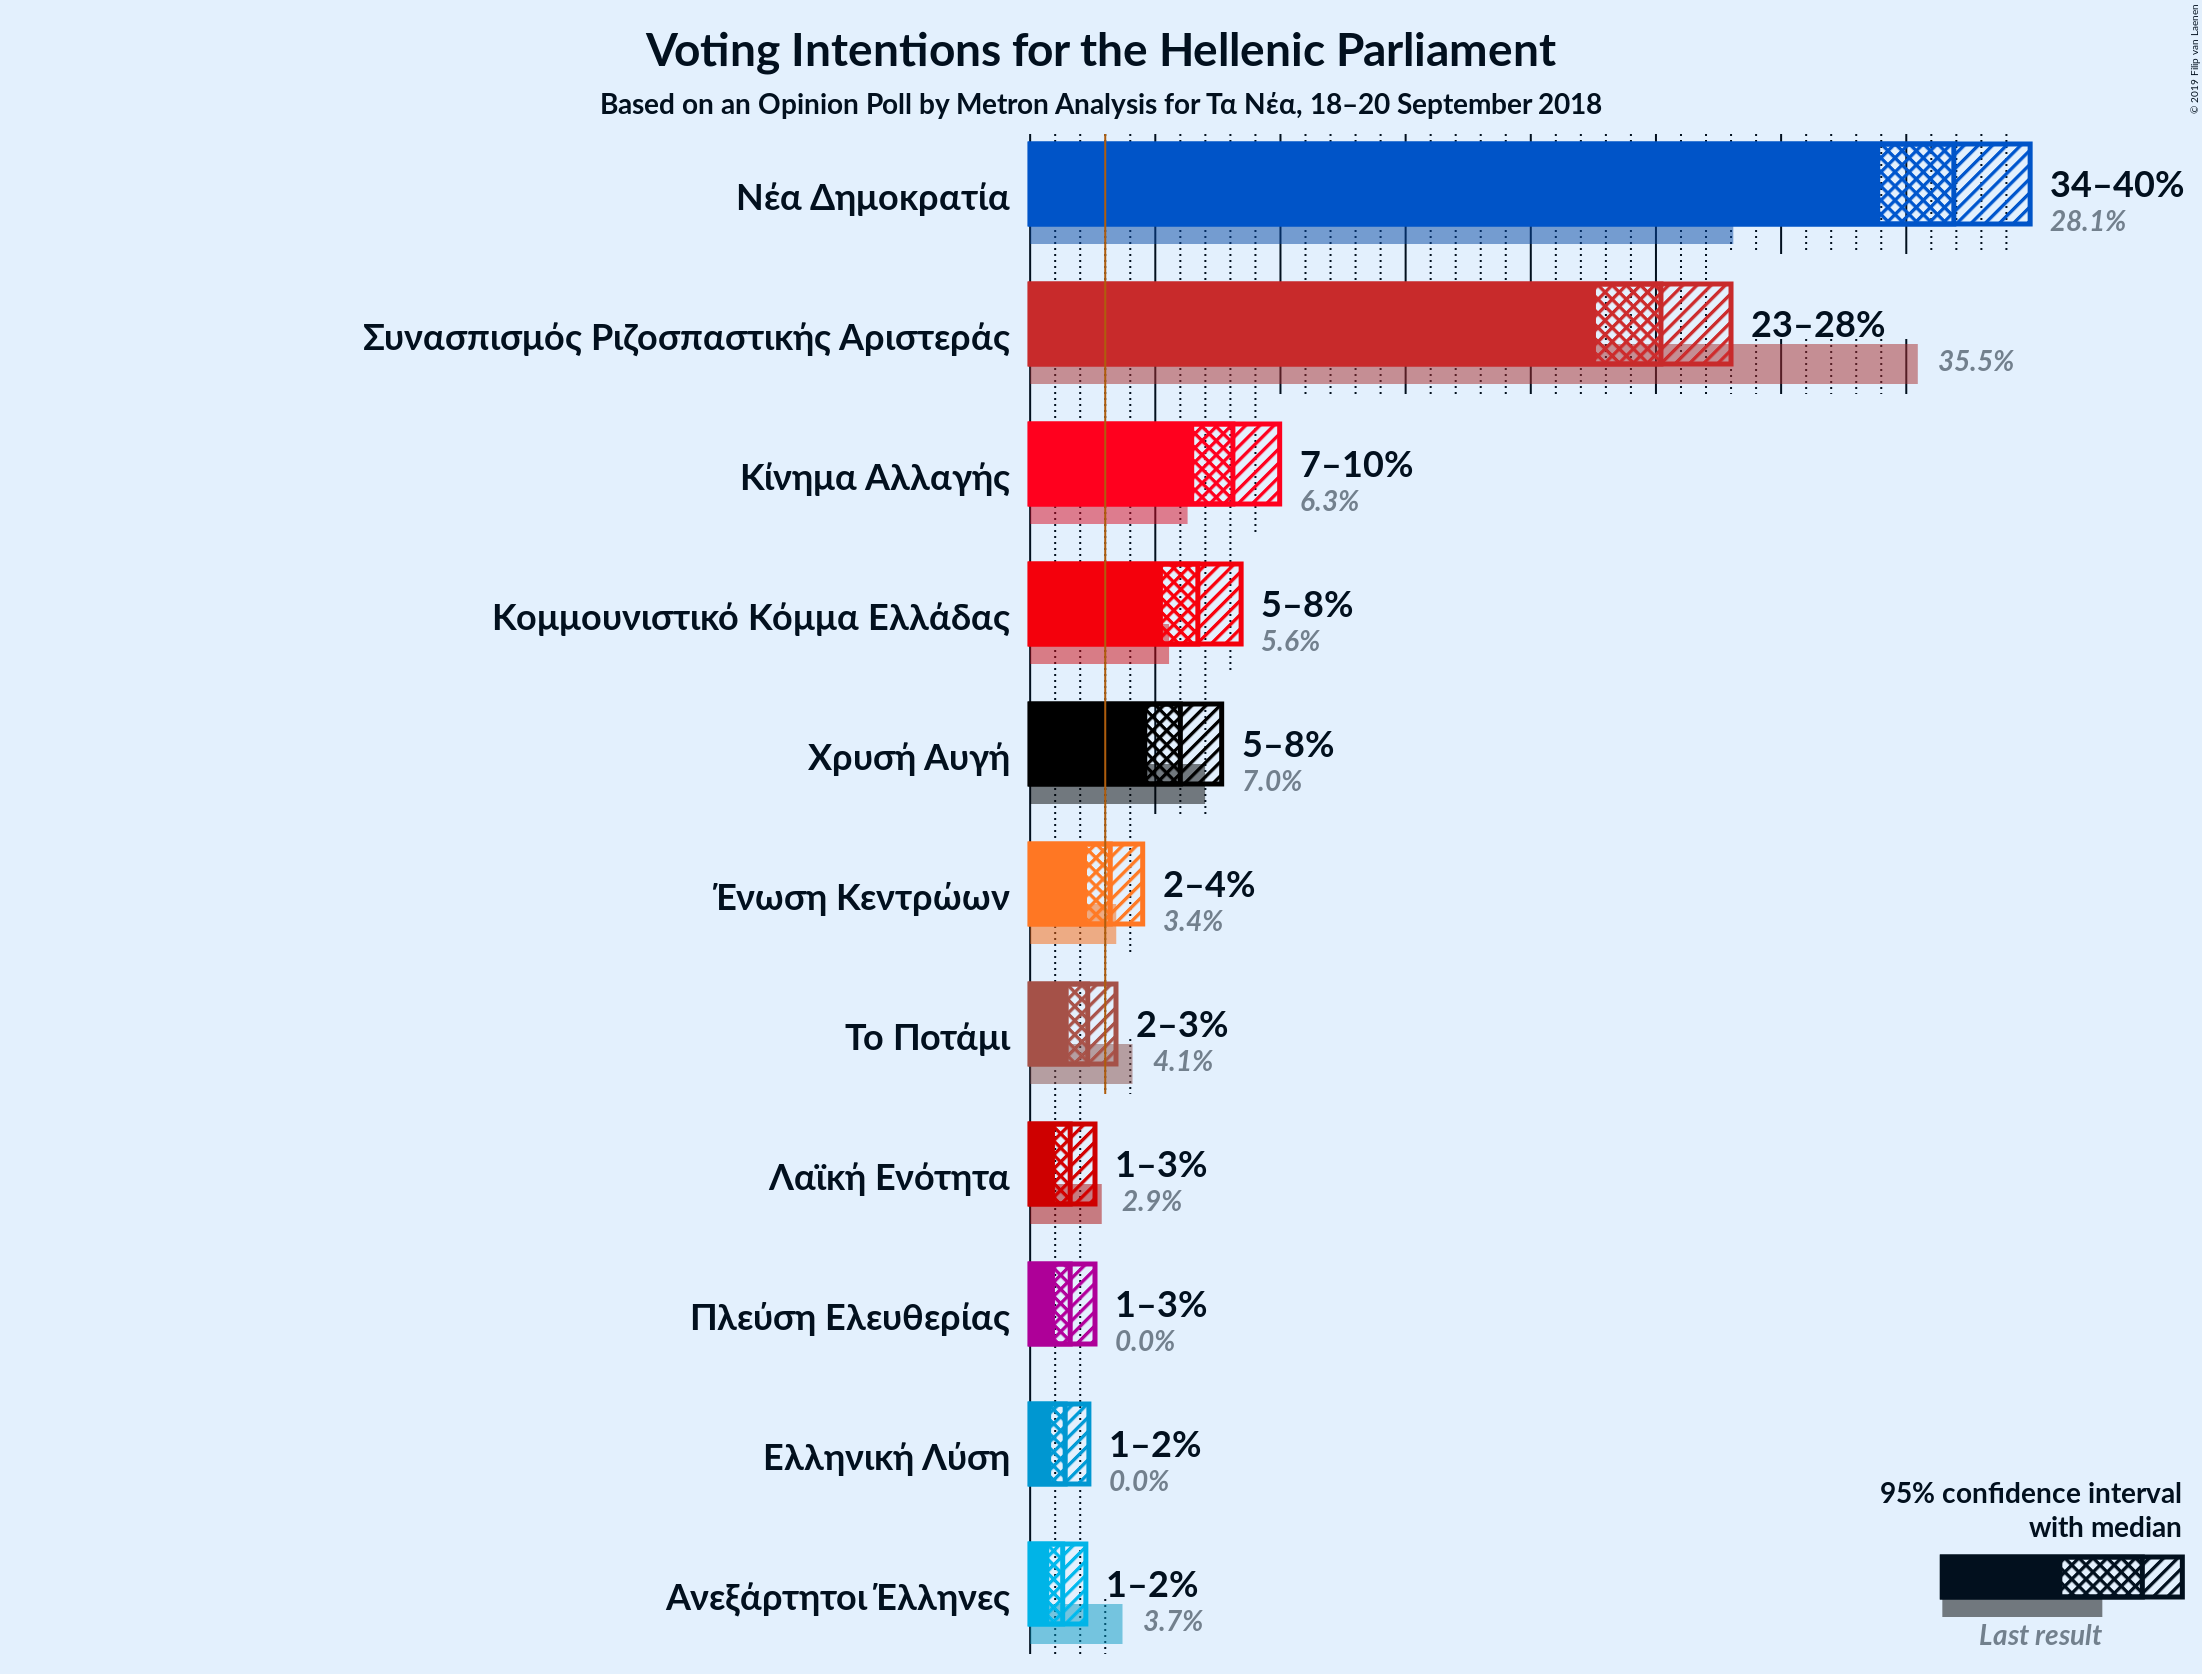 Voting Intentions for the Hellenic Parliament
Based on an Opinion Poll by Metron Analysis for Τα Νέα, 18–20 September 2018
© 2019 Filip van Laenen
Νέα Δημοκρατία
34–40%
28.1%
Συνασπισμός Ριζοσπαστικής Αριστεράς
23–28%
35.5%
Κίνημα Αλλαγής
7–10%
6.3%
Κομμουνιστικό Κόμμα Ελλάδας
5–8%
5.6%
Χρυσή Αυγή
5–8%
7.0%
Ένωση Κεντρώων
2–4%
3.4%
Το Ποτάμι
2–3%
4.1%
Λαϊκή Ενότητα
1–3%
2.9%
Πλεύση Ελευθερίας
1–3%
0.0%
Ελληνική Λύση
1–2%
0.0%
Ανεξάρτητοι Έλληνες
1–2%
3.7%
95% confidence interval
with median
Last result